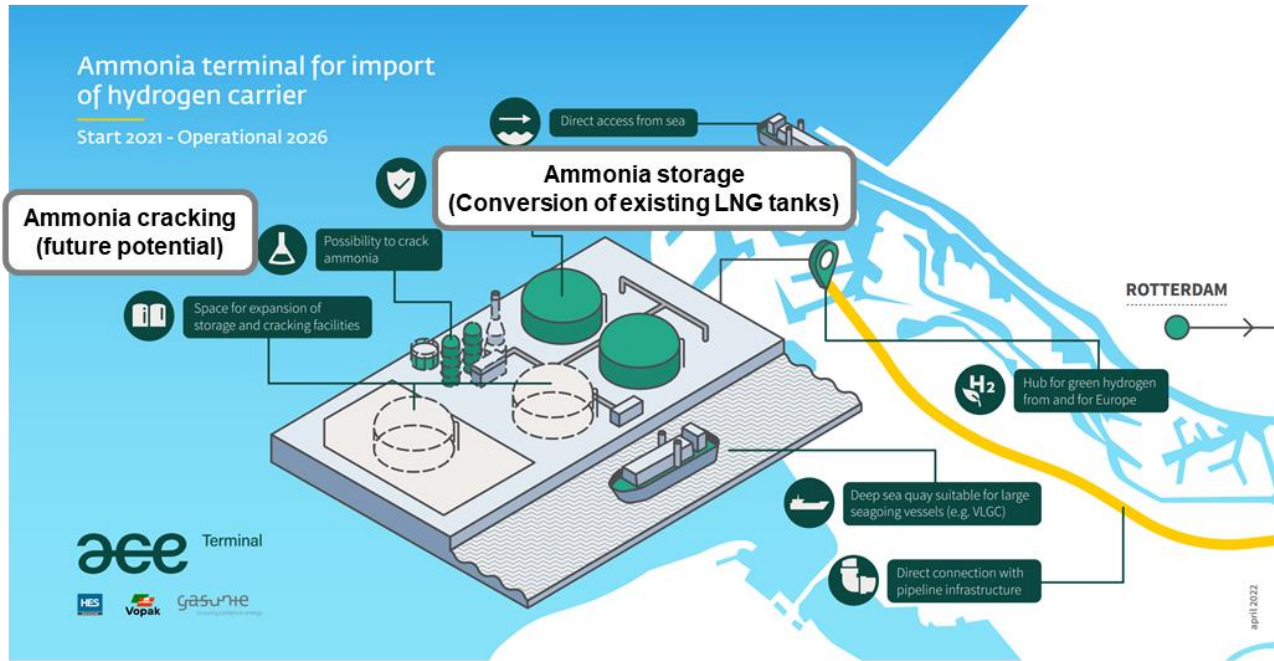 Ammonia terminal for import
of hydrogen carrier
Start 2021 - Operational 2026
Direct access from sea
Ammonia storage
(Conversion of existing LNG tanks)
Ammonia cracking
(future potential)
Possibility to crack
ammonia
Space for expansion of
storage and cracking facilities
ROTTERDAM
H2
Hub for green hydrogen
from and for Europe
Deep sea quay suitable for large
seagoing vessels (e.g. VLGC)
Direct connection with
pipeline infrastructure
ace Terminal
HES
Vopak
gasunie
april 2022